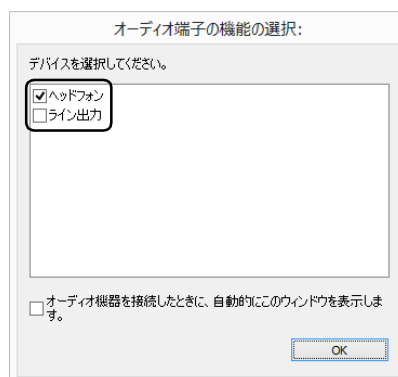 オーディオ端子の機能の選択:
デバイスを選択してください。
ヘッドフォン
ライン出力
オーディオ機器を接続したときに、自動的にこのウィンドウを表示しま
す。
OK